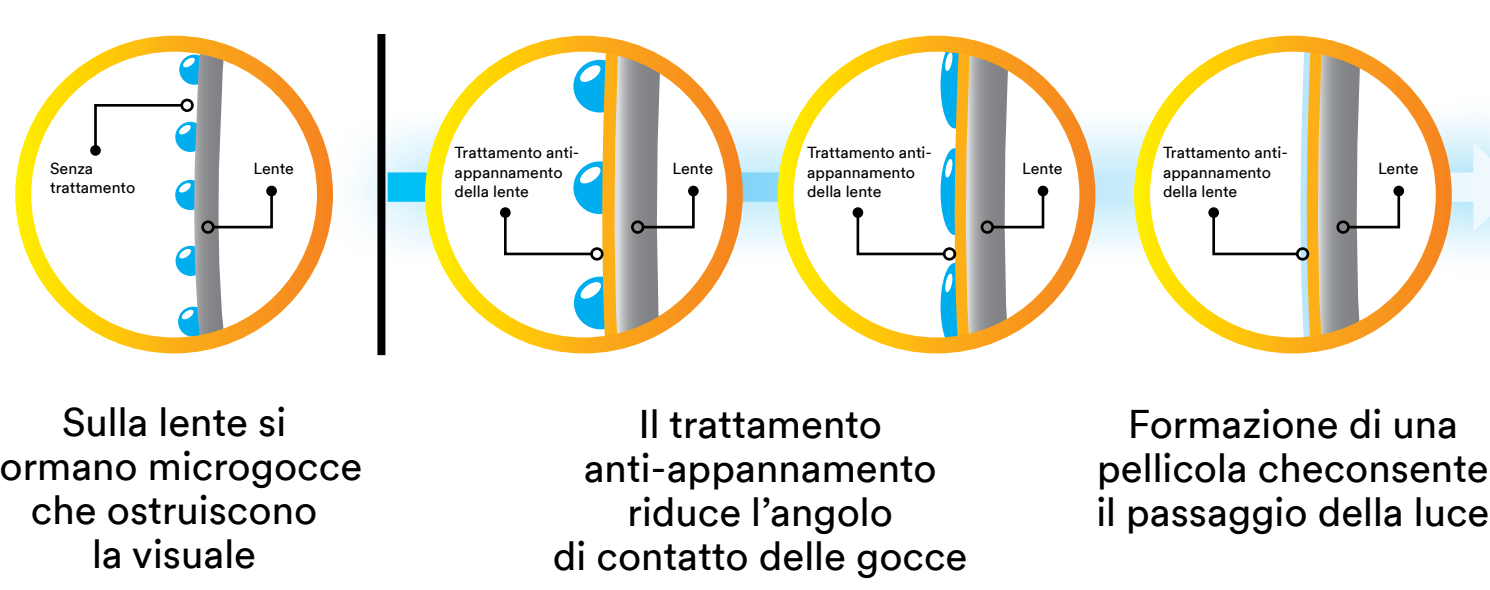 Senza
trattamento
Lente
Trattamento anti-
appannamento
della lente
Lente
Trattamento anti-
appannamento
della lente
Lente
Trattamento anti-
appannamento
della lente
Lente
Sulla lente si
ormano microgocce
che ostruiscono
la visuale
Il trattamento
anti-appannamento
riduce l’angolo
di contatto delle gocce
Formazione di una
pellicola checonsente
il passaggio della luce